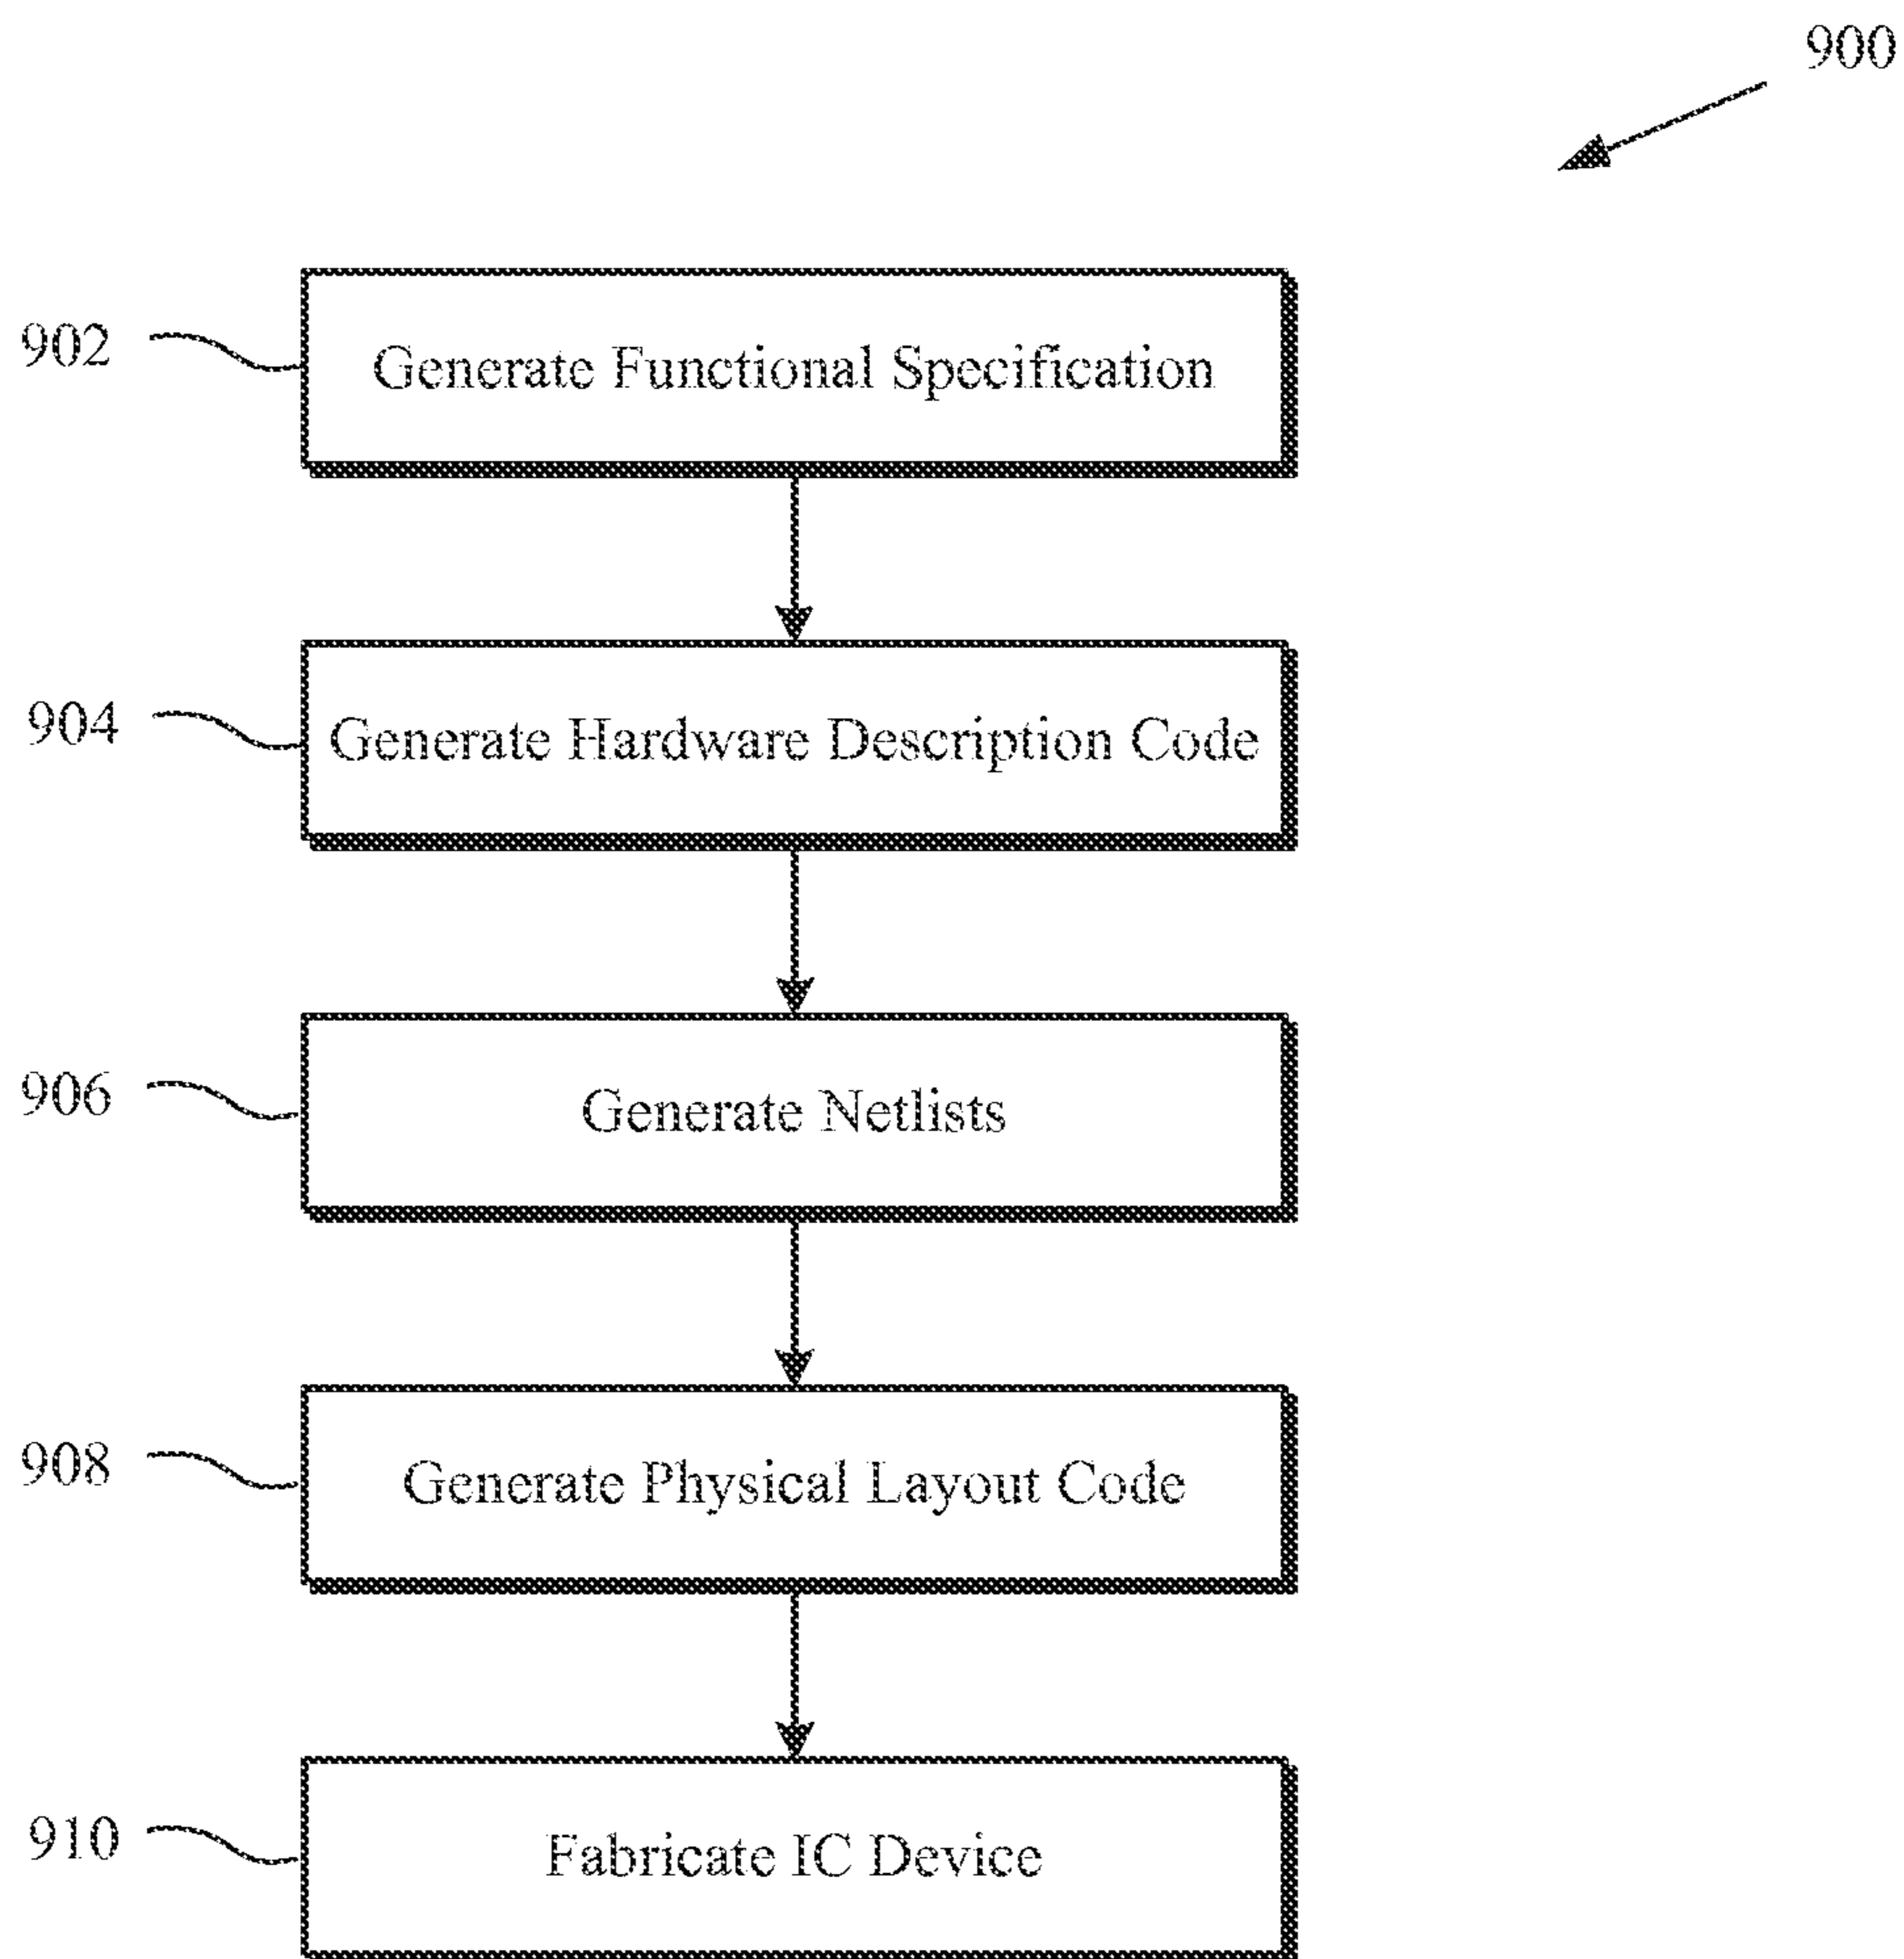 900
902
Generate Functional Specification
904
Generate Hardware Description Code
906
Generate Netlists
908
Generate Physical Layout Code
910
Fabricate IC Device